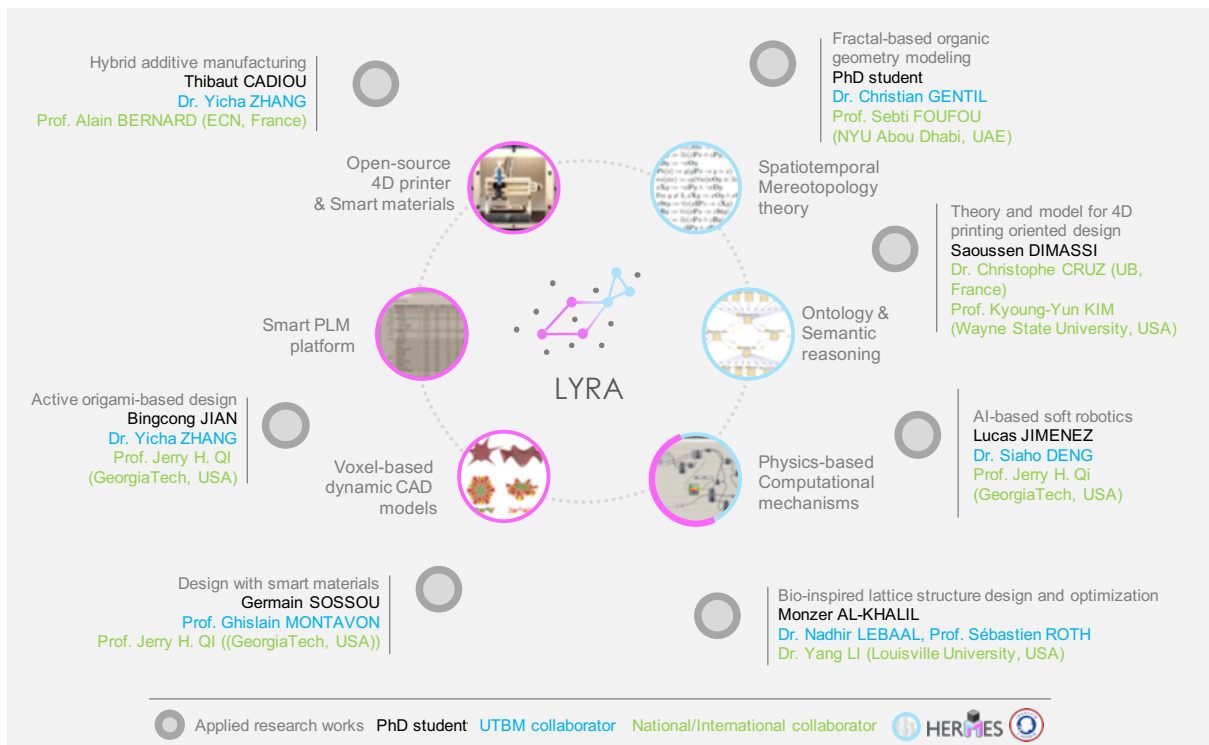 Hybrid additive manufacturing
Thibaut CADIOU
Dr. Yicha ZHANG
Prof. Alain BERNARD (ECN, France)
Fractal-based organic
geometry modeling
PhD student
Dr. Christian GENTIL
Prof. Sebti FOUFOU
(NYU Abou Dhabi, UAE)
Open-source
4D printer
& Smart materials
Spatiotemporal
Mereotopology
theory
Theory and model for 4D
printing oriented design
Saoussen DIMASSI
Dr. Christophe CRUZ (UB,
France)
Prof. Kyoung-Yun KIM
(Wayne State University, USA)
Smart PLM
platform
LYRA
Ontology &
Semantic
reasoning
Active origami-based design
Bingcong JIAN
Dr. Yicha ZHANG
Prof. Jerry H. QI
(GeorgiaTech, USA)
Voxel-based
dynamic CAD
models
Physics-based
Computational
mechanisms
AI-based soft robotics
Lucas JIMENEZ
Dr. Siaho DENG
Prof. Jerry H. Qi
(GeorgiaTech, USA)
Design with smart materials
Germain SOSSOU
Prof. Ghislain MONTAVON
Prof. Jerry H. QI ((GeorgiaTech, USA))
Bio-inspired lattice structure design and optimization
Monzer AL-KHALIL
Dr. Nadhir LEBAAL, Prof. Sébastien ROTH
Dr. Yang LI (Louisville University, USA)
Applied research works PhD student UTBM collaborator National/International collaborator HERMES